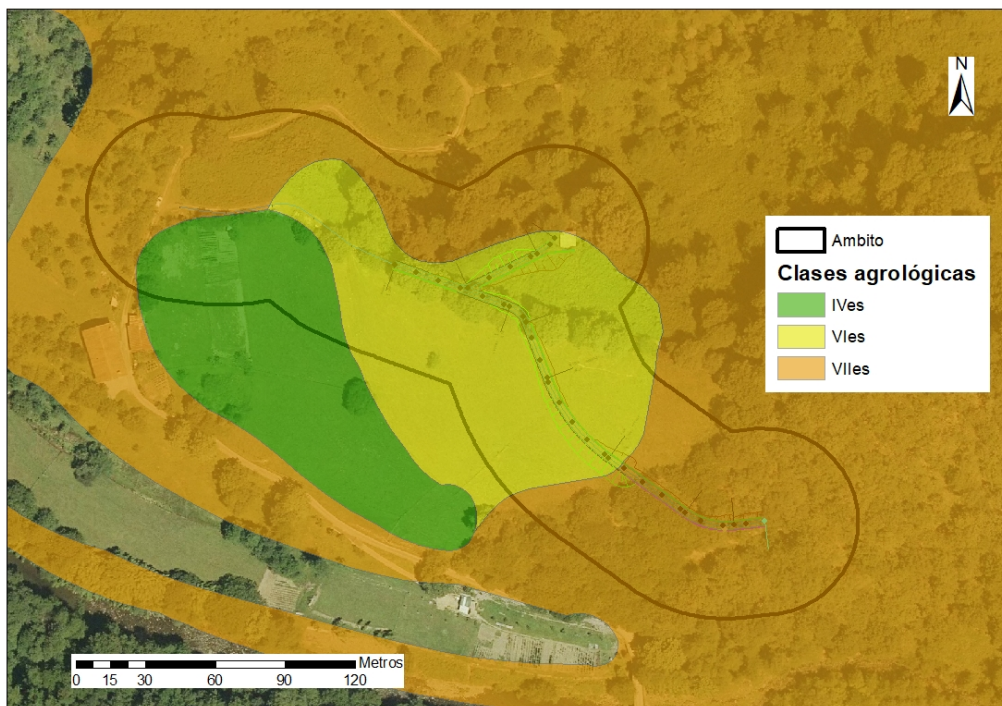 N
Ambito
Clases agrológicas
IVes
VIes
VIIes
Metros
0 15 30 60 90 120